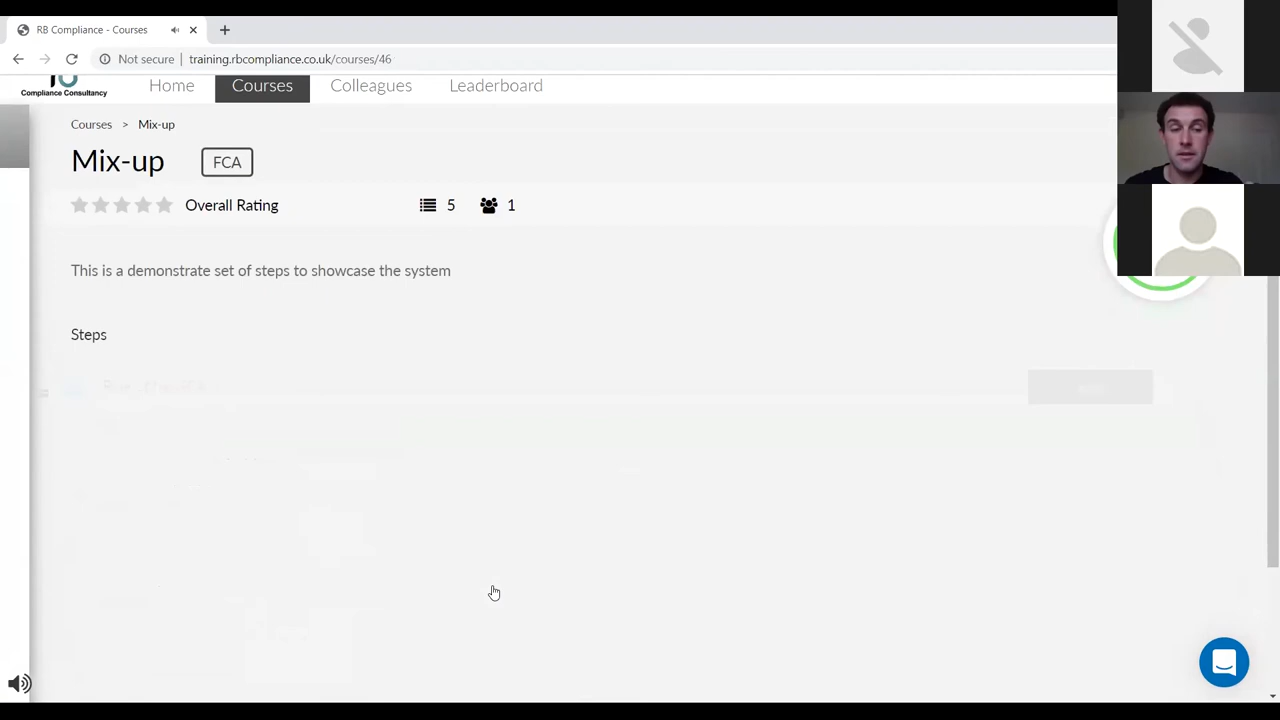 RB Compliance - Courses
Not secure | training.rbcompliance.co.uk/courses/46
Compliance Consultancy
Home Courses Colleagues Leaderboard
Courses > Mix-up
Mix-up FCA
Overall Rating 5 1
This is a demonstrate set of steps to showcase the system
Steps